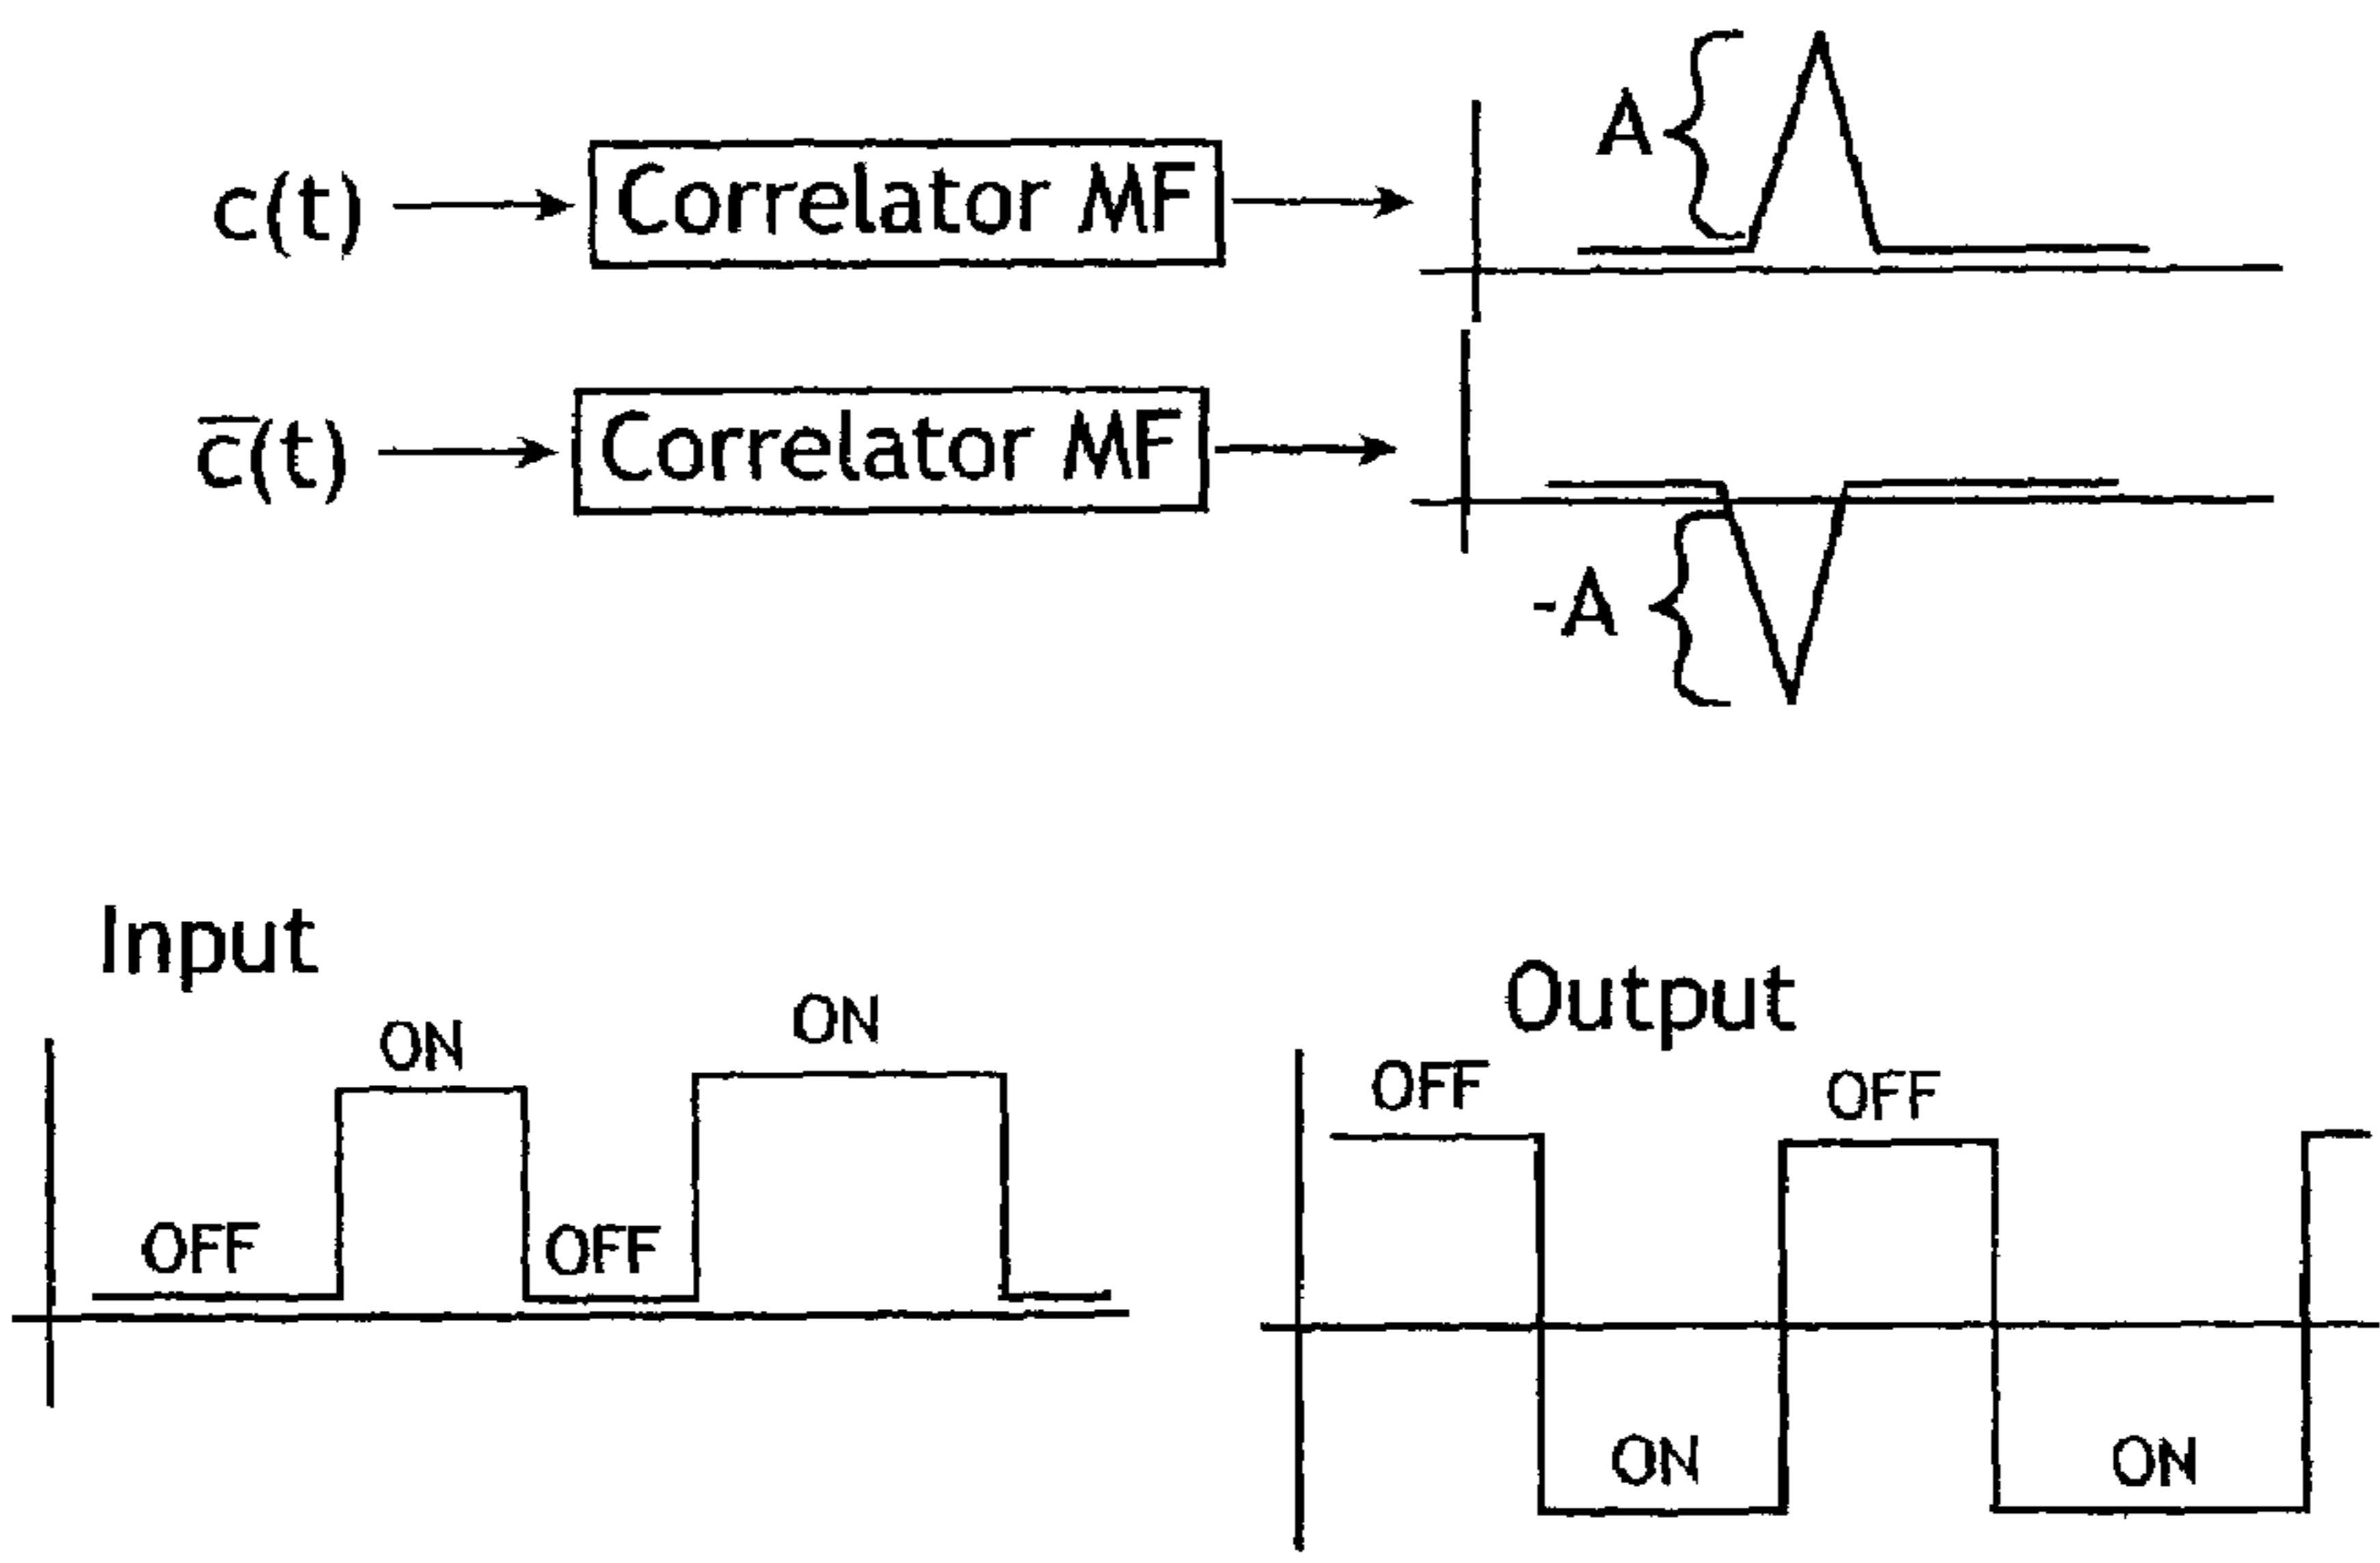 A
c(t) Correlator MF
c̅(t) Correlator MF
-A
Input
Output
ON
ON
OFF
OFF
OFF
OFF
ON
ON